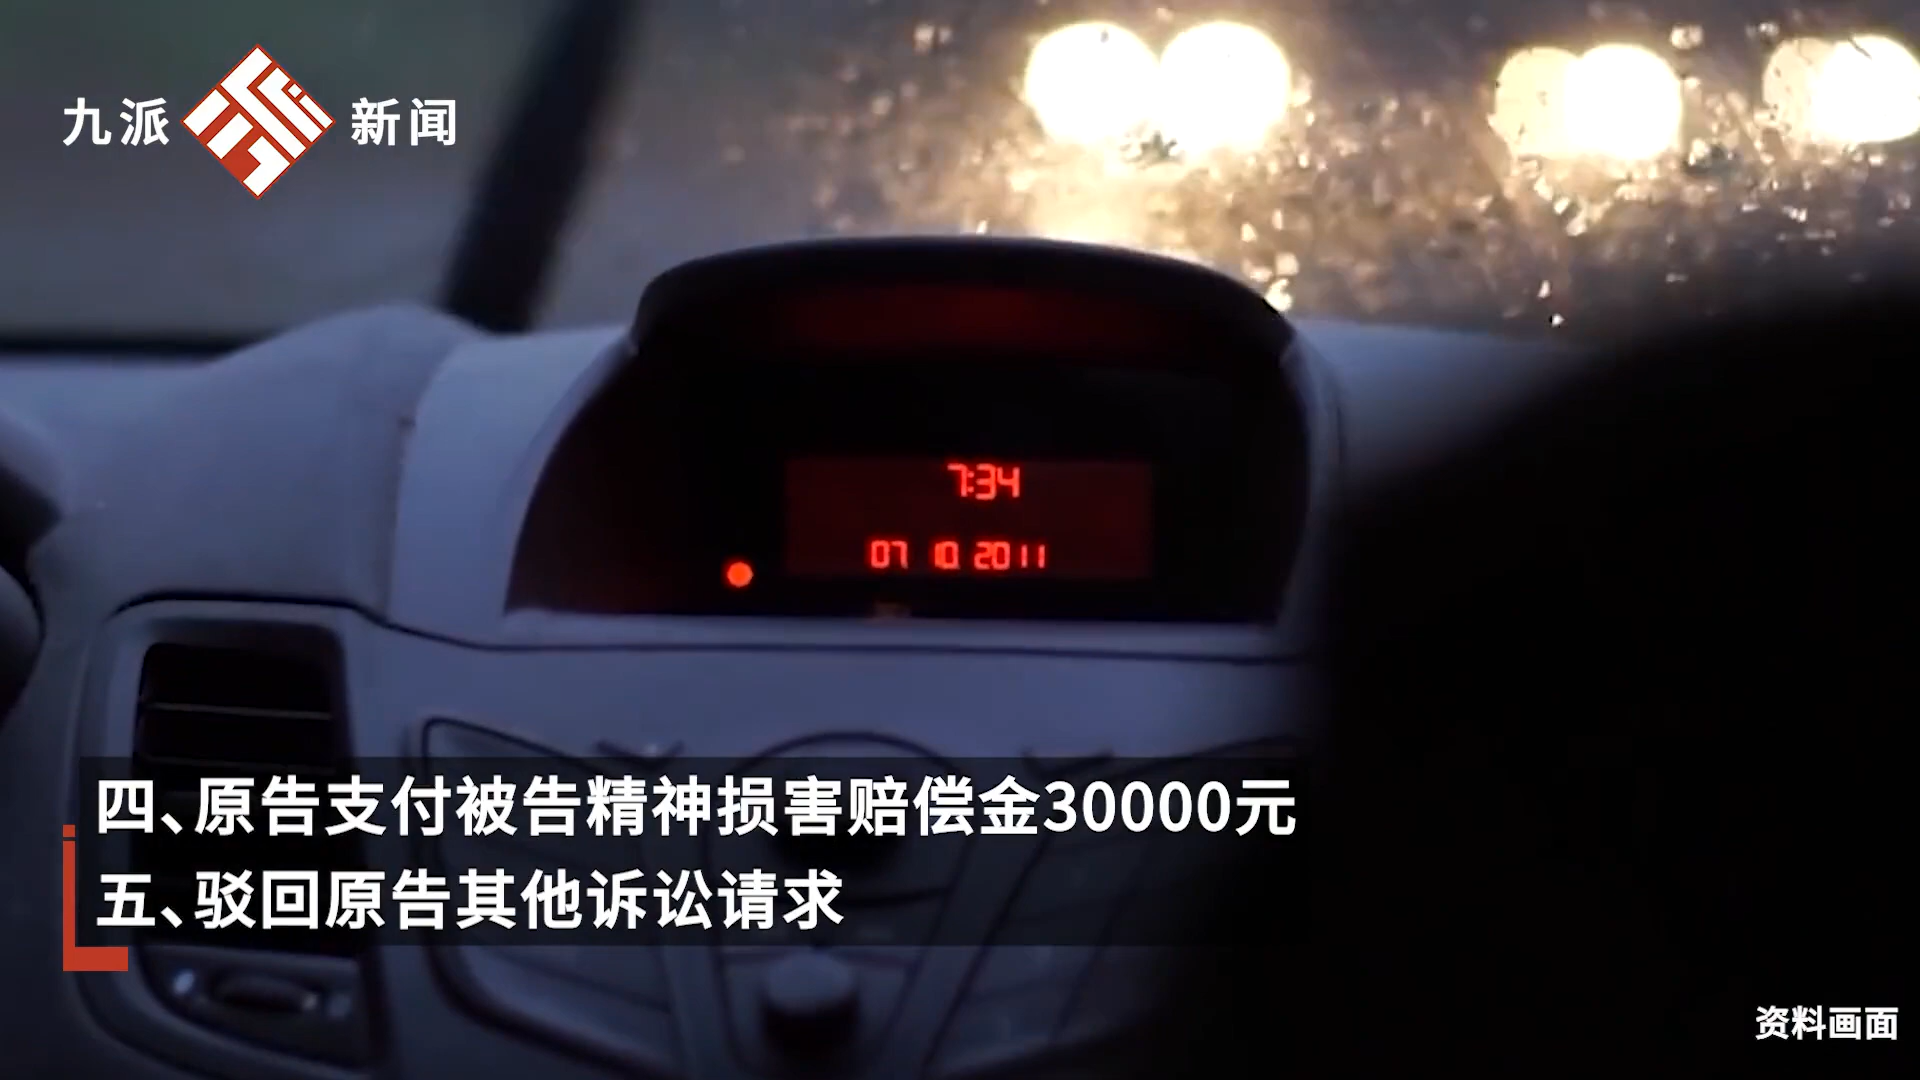 九派 新闻
7:34
07 10. 2011
四、原告支付被告精神损害赔偿金30000元
五、驳回原告其他诉讼请求
资料画面